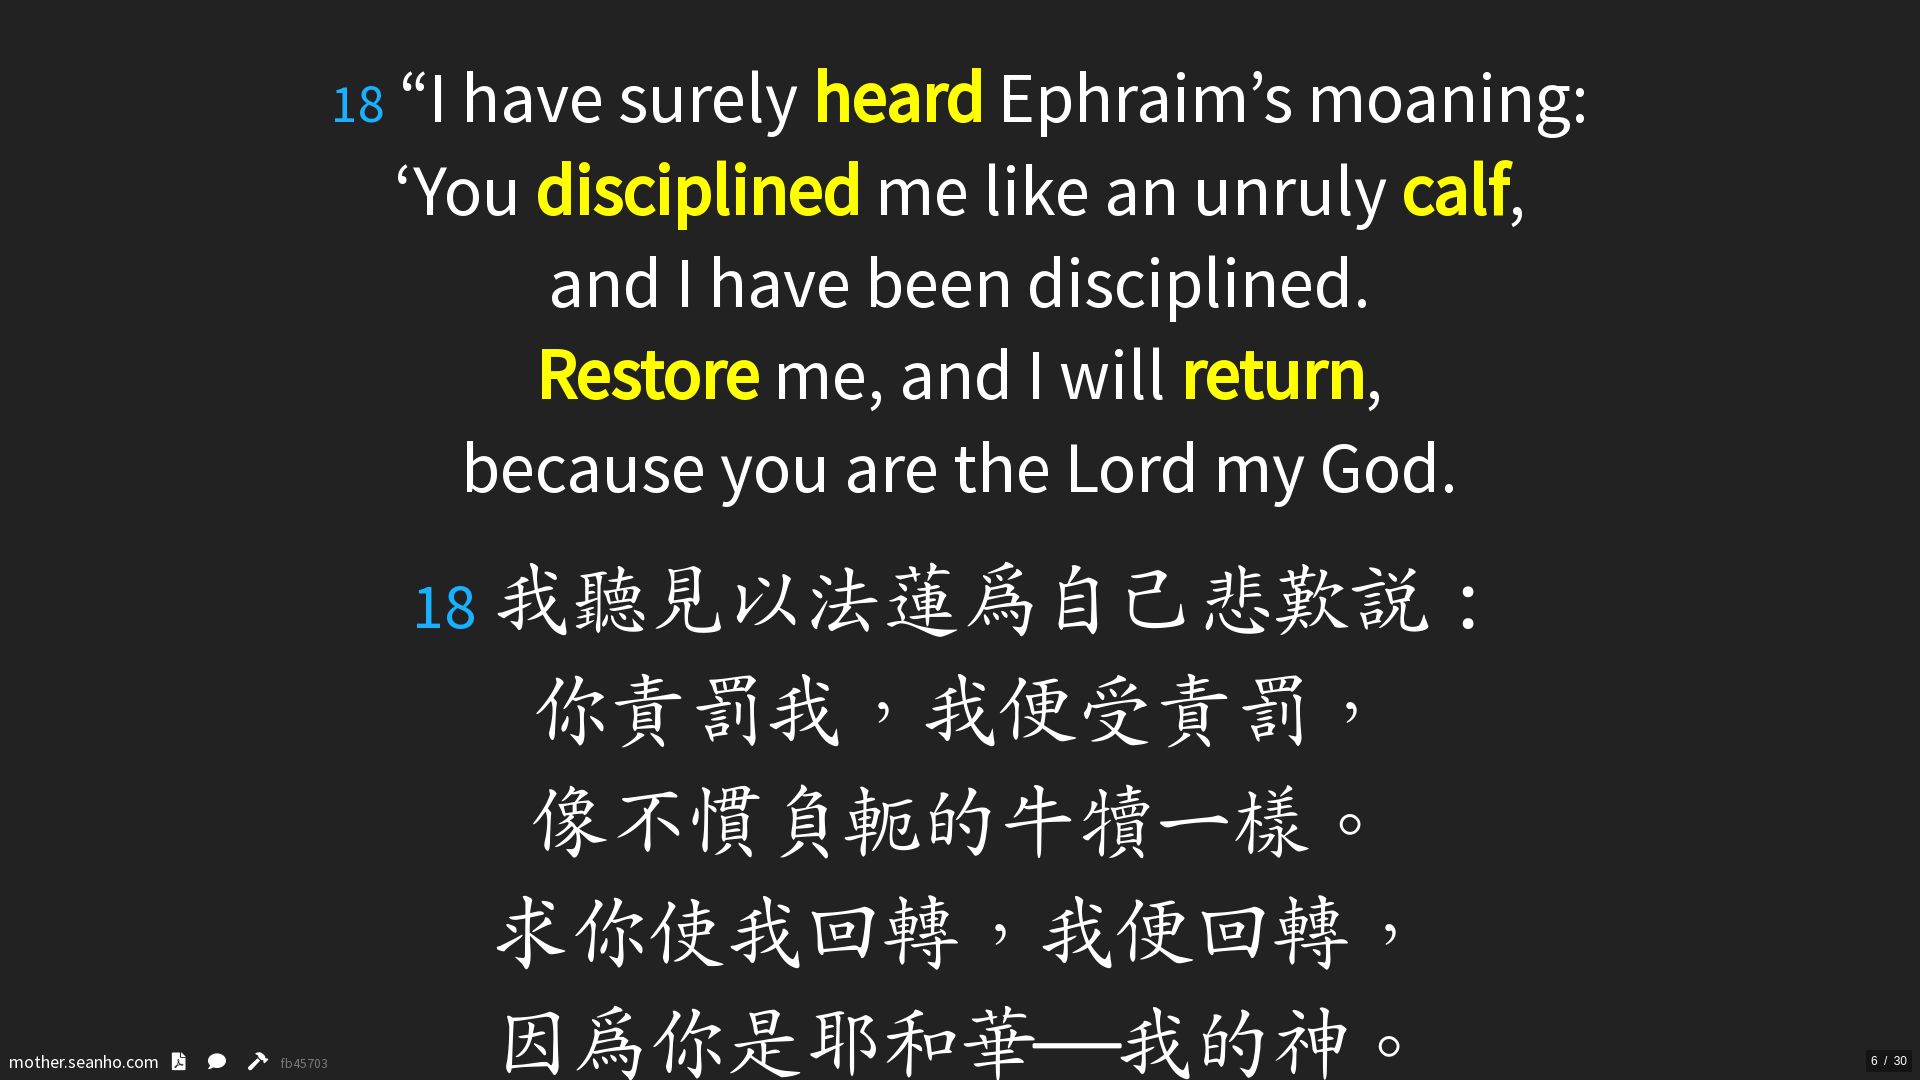 18 “I have surely heard Ephraim’s moaning:
‘You disciplined me like an unruly calf,
and I have been disciplined.
Restore me, and I will return,
because you are the Lord my God.
18 我聽見以法蓮爲自己悲歎説：
你責罰我，我便受責罰，
像不慣負軛的牛犢一樣。
求你使我回轉，我便回轉，
因爲你是耶和華──我的神。
mother.seanho.com fb45703
6 / 30